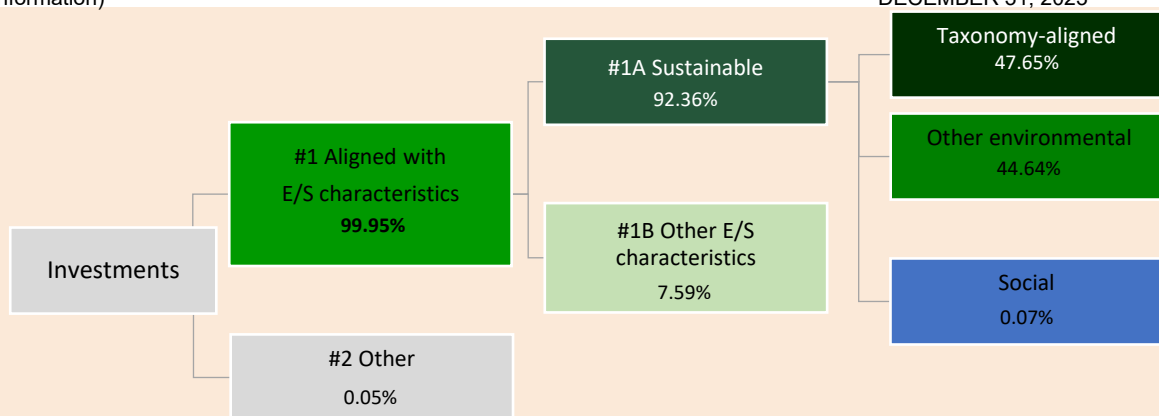 DECEMBER 31, 2023
Taxonomy-aligned
47.65%
#1A Sustainable
92.36%
Other environmental
44.64%
#1 Aligned with
E/S characteristics
99.95%
#1B Other E/S
characteristics
7.59%
Investments
Social
0.07%
#2 Other
0.05%